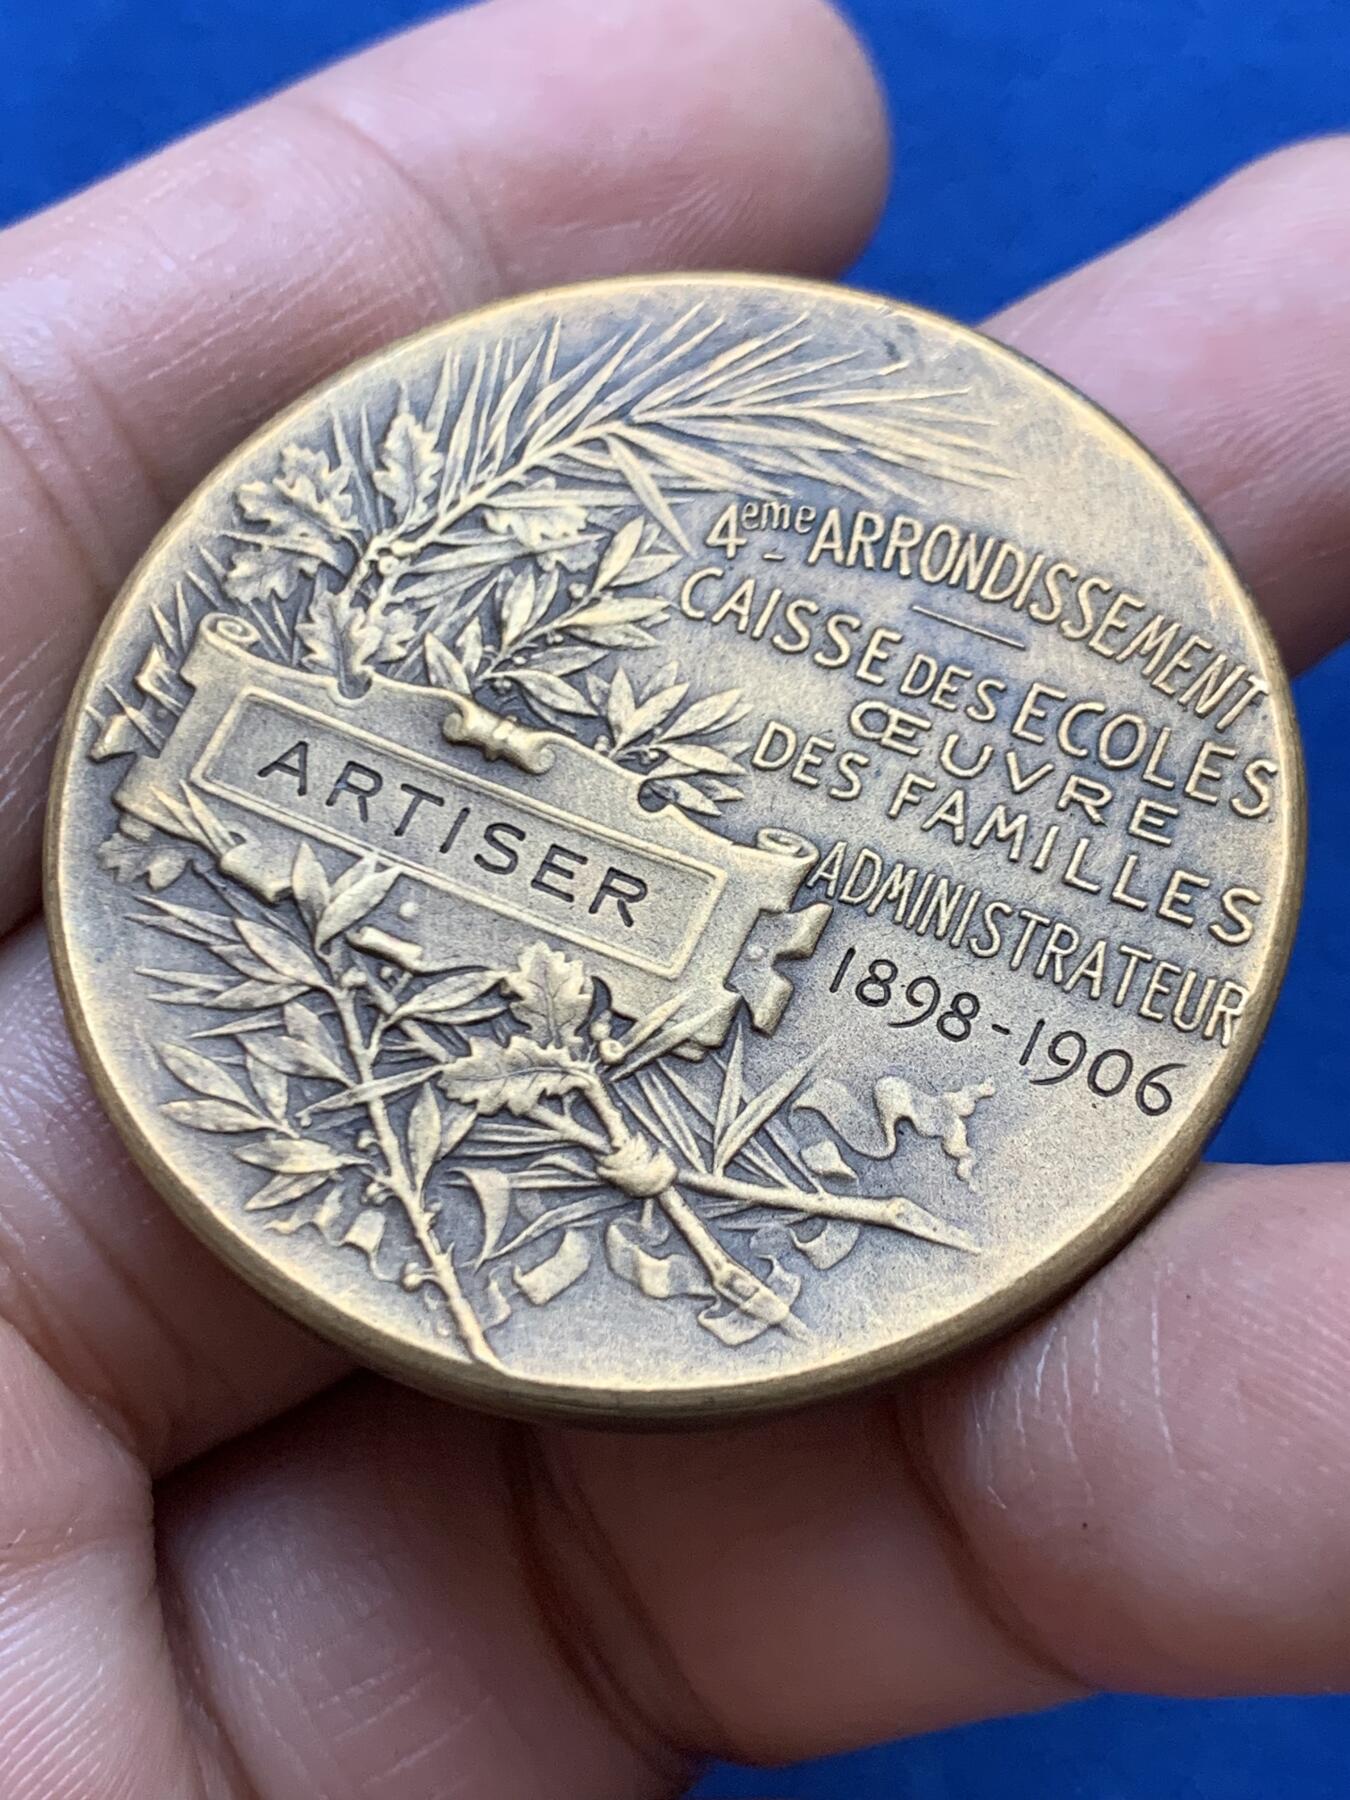 4eme ARRONDISSEMENT
CAISSE DES ECOLES
ŒUVRE
DES FAMILLES
ADMINISTRATEUR
1898-1906
ARTISER